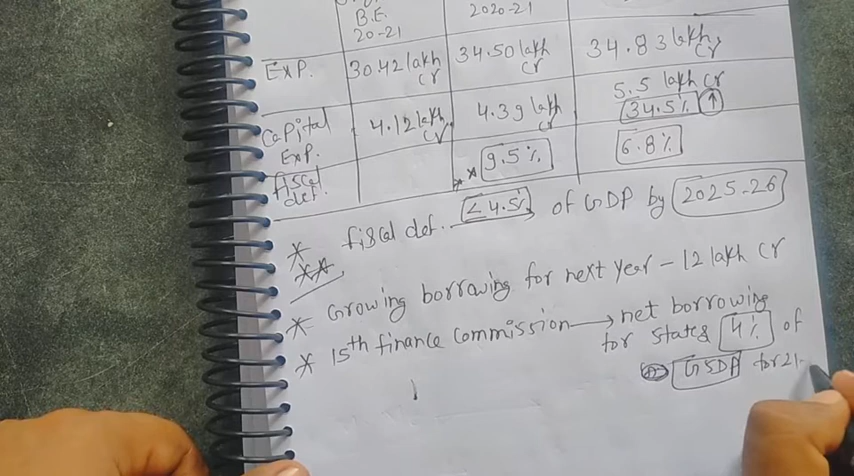 B.E. 2020-21
20-21
Exp. 30.42 lakh cr 34.50 lakh cr 34.83 lakh cr
Capital Exp. 4.12 lakh cr 4.39 lakh cr 5.5 lakh cr 34.5% ↑
fiscal def. ** 9.5% 6.8%
* fiscal def. < 4.5% of GDP by 2025-26
**
* Growing borrowing for next year - 12 lakh cr
* 15th finance commission → net borrowing
for states 4% of
GSDP for 21-